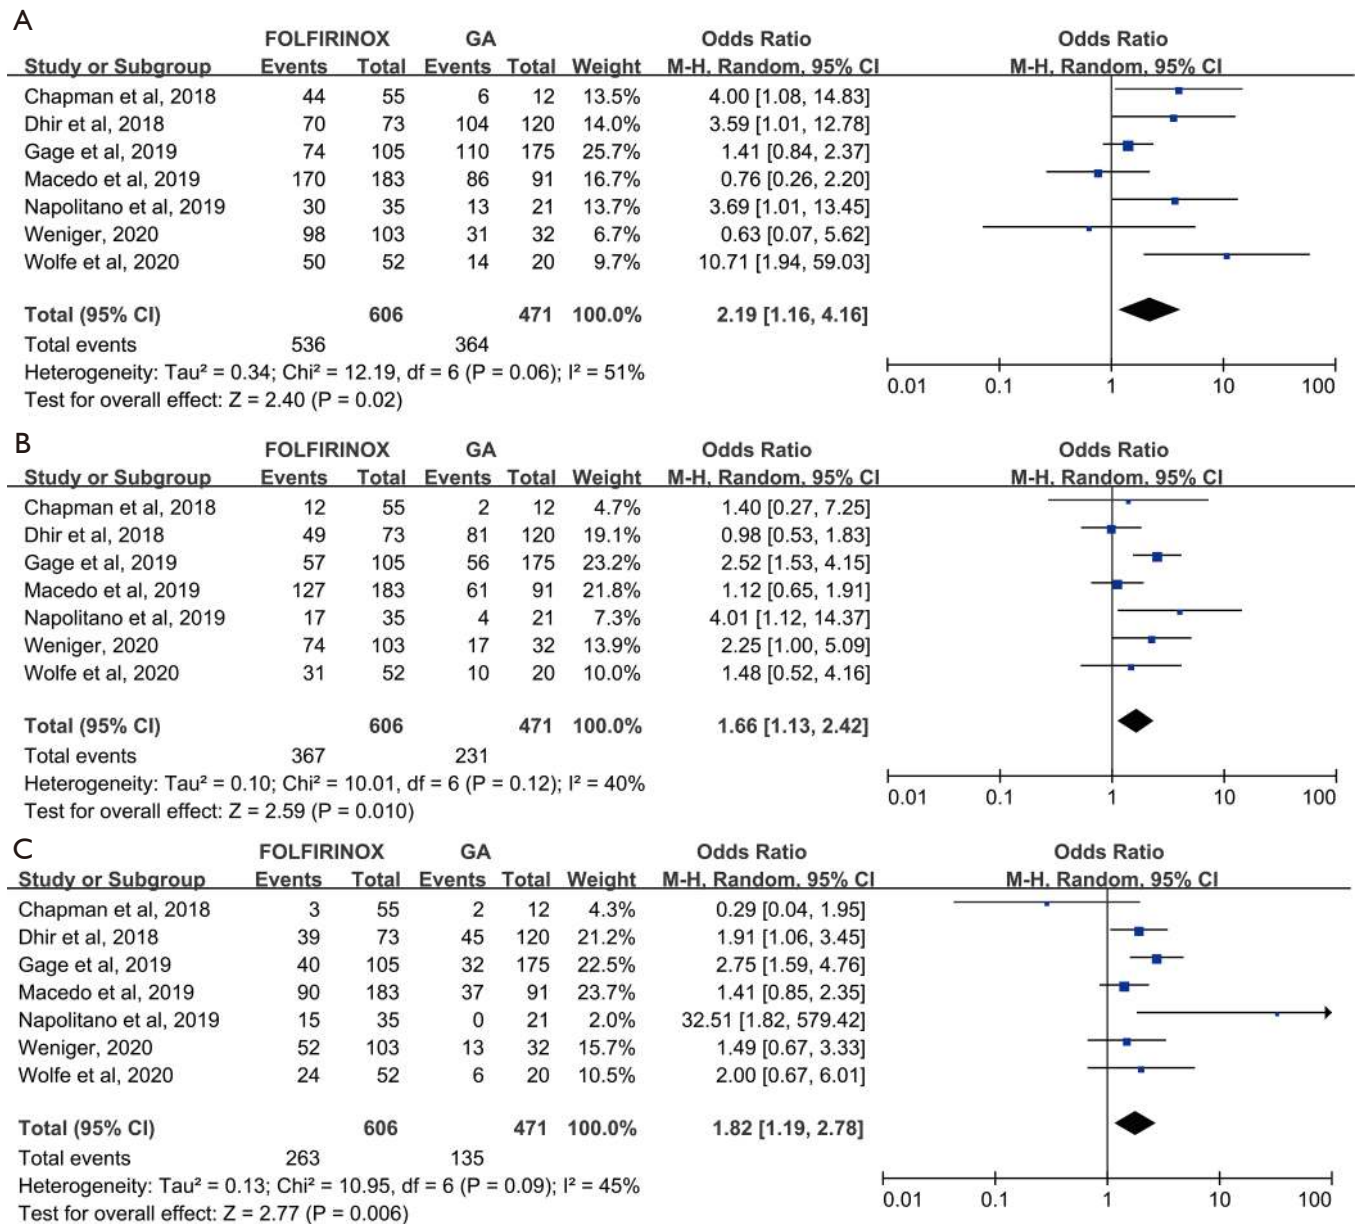 A
FOLFIRINOX GA Odds Ratio Odds Ratio
Study or Subgroup Events Total Events Total Weight M-H, Random, 95% CI M-H, Random, 95% CI
Chapman et al, 2018 44 55 6 12 13.5% 4.00 [1.08, 14.83]
Dhir et al, 2018 70 73 104 120 14.0% 3.59 [1.01, 12.78]
Gage et al, 2019 74 105 110 175 25.7% 1.41 [0.84, 2.37]
Macedo et al, 2019 170 183 86 91 16.7% 0.76 [0.26, 2.20]
Napolitano et al, 2019 30 35 13 21 13.7% 3.69 [1.01, 13.45]
Weniger, 2020 98 103 31 32 6.7% 0.63 [0.07, 5.62]
Wolfe et al, 2020 50 52 14 20 9.7% 10.71 [1.94, 59.03]
Total (95% CI) 606 471 100.0% 2.19 [1.16, 4.16]
Total events 536 364
Heterogeneity: Tau² = 0.34; Chi² = 12.19, df = 6 (P = 0.06); I² = 51%
Test for overall effect: Z = 2.40 (P = 0.02)
0.01 0.1 1 10 100
B
FOLFIRINOX GA Odds Ratio Odds Ratio
Study or Subgroup Events Total Events Total Weight M-H, Random, 95% CI M-H, Random, 95% CI
Chapman et al, 2018 12 55 2 12 4.7% 1.40 [0.27, 7.25]
Dhir et al, 2018 49 73 81 120 19.1% 0.98 [0.53, 1.83]
Gage et al, 2019 57 105 56 175 23.2% 2.52 [1.53, 4.15]
Macedo et al, 2019 127 183 61 91 21.8% 1.12 [0.65, 1.91]
Napolitano et al, 2019 17 35 4 21 7.3% 4.01 [1.12, 14.37]
Weniger, 2020 74 103 17 32 13.9% 2.25 [1.00, 5.09]
Wolfe et al, 2020 31 52 10 20 10.0% 1.48 [0.52, 4.16]
Total (95% CI) 606 471 100.0% 1.66 [1.13, 2.42]
Total events 367 231
Heterogeneity: Tau² = 0.10; Chi² = 10.01, df = 6 (P = 0.12); I² = 40%
Test for overall effect: Z = 2.59 (P = 0.010)
0.01 0.1 1 10 100
C
FOLFIRINOX GA Odds Ratio Odds Ratio
Study or Subgroup Events Total Events Total Weight M-H, Random, 95% CI M-H, Random, 95% CI
Chapman et al, 2018 3 55 2 12 4.3% 0.29 [0.04, 1.95]
Dhir et al, 2018 39 73 45 120 21.2% 1.91 [1.06, 3.45]
Gage et al, 2019 40 105 32 175 22.5% 2.75 [1.59, 4.76]
Macedo et al, 2019 90 183 37 91 23.7% 1.41 [0.85, 2.35]
Napolitano et al, 2019 15 35 0 21 2.0% 32.51 [1.82, 579.42]
Weniger, 2020 52 103 13 32 15.7% 1.49 [0.67, 3.33]
Wolfe et al, 2020 24 52 6 20 10.5% 2.00 [0.67, 6.01]
Total (95% CI) 606 471 100.0% 1.82 [1.19, 2.78]
Total events 263 135
Heterogeneity: Tau² = 0.13; Chi² = 10.95, df = 6 (P = 0.09); I² = 45%
Test for overall effect: Z = 2.77 (P = 0.006)
0.01 0.1 1 10 100